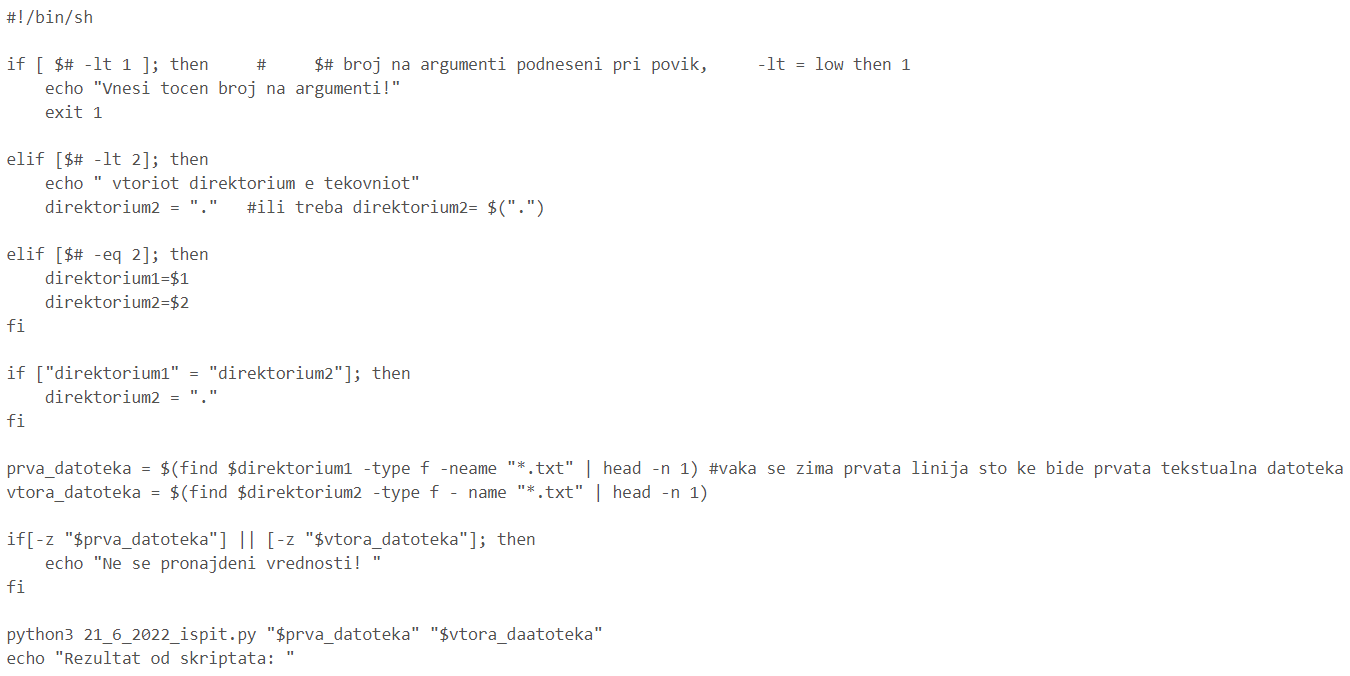 #!/bin/sh

if [ $# -lt 1 ]; then     #     $# broj na argumenti podneseni pri povik,     -lt = low then 1
    echo "Vnesi tocen broj na argumenti!"
    exit 1

elif [$# -lt 2]; then
    echo " vtoriot direktorium e tekovniot"
    direktorium2 = "."   #ili treba direktorium2= $(".")

elif [$# -eq 2]; then
    direktorium1=$1
    direktorium2=$2
fi

if ["direktorium1" = "direktorium2"]; then
    direktorium2 = "."
fi

prva_datoteka = $(find $direktorium1 -type f -neame "*.txt" | head -n 1) #vaka se zima prvata linija sto ke bide prvata tekstualna datoteka
vtora_datoteka = $(find $direktorium2 -type f - name "*.txt" | head -n 1)

if[-z "$prva_datoteka"] || [-z "$vtora_datoteka"]; then
    echo "Ne se pronajdeni vrednosti! "
fi

python3 21_6_2022_ispit.py "$prva_datoteka" "$vtora_daatoteka"
echo "Rezultat od skriptata: "